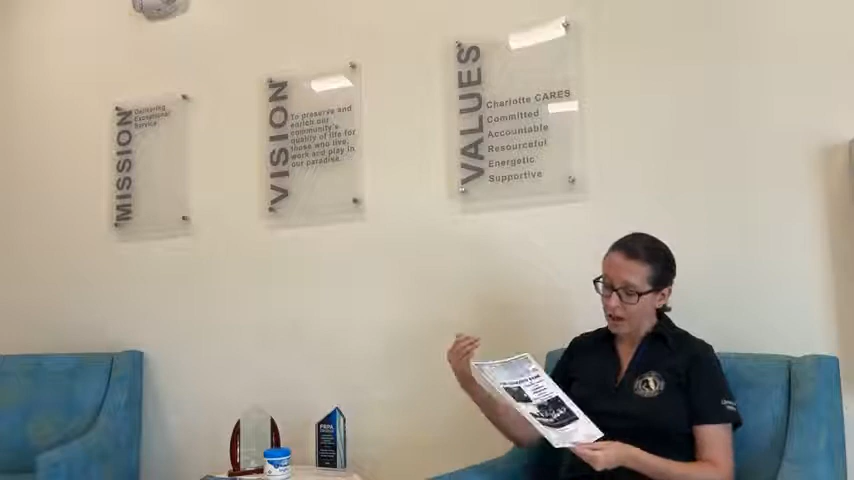 MISSION
Delivering
Exceptional
Service
VISION
To preserve and
enrich our
community's
quality of life for
those who live,
work and play in
our paradise.
VALUES
Charlotte CARES
Committed
Accountable
Resourceful
Energetic
Supportive